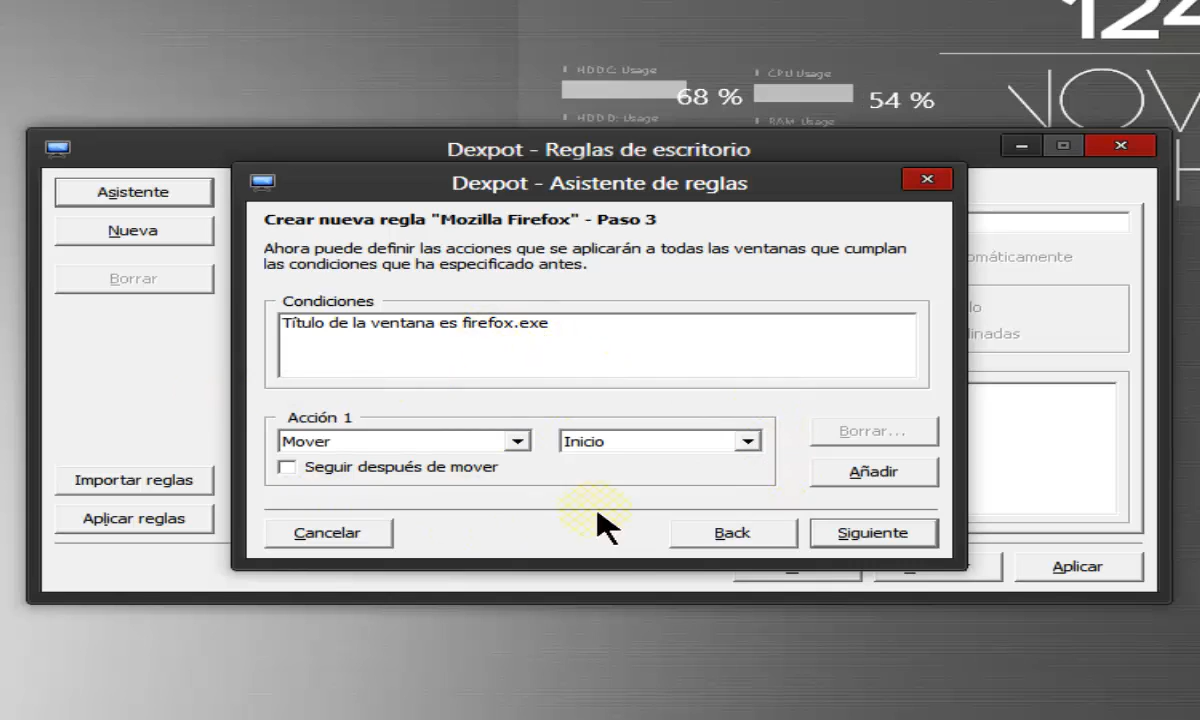 124
HDD C: Usage
68 %
CPU Usage
54 %
NOV
HDD D: Usage
RAM Usage
Dexpot - Reglas de escritorio
Asistente
Nueva
Borrar
Importar reglas
Aplicar reglas
Dexpot - Asistente de reglas
Crear nueva regla "Mozilla Firefox" - Paso 3
Ahora puede definir las acciones que se aplicarán a todas las ventanas que cumplan
las condiciones que ha especificado antes.
Condiciones
Título de la ventana es firefox.exe
Acción 1
Mover
Inicio
Seguir después de mover
Borrar...
Añadir
Cancelar
Back
Siguiente
omáticamente
lo
linadas
Aplicar